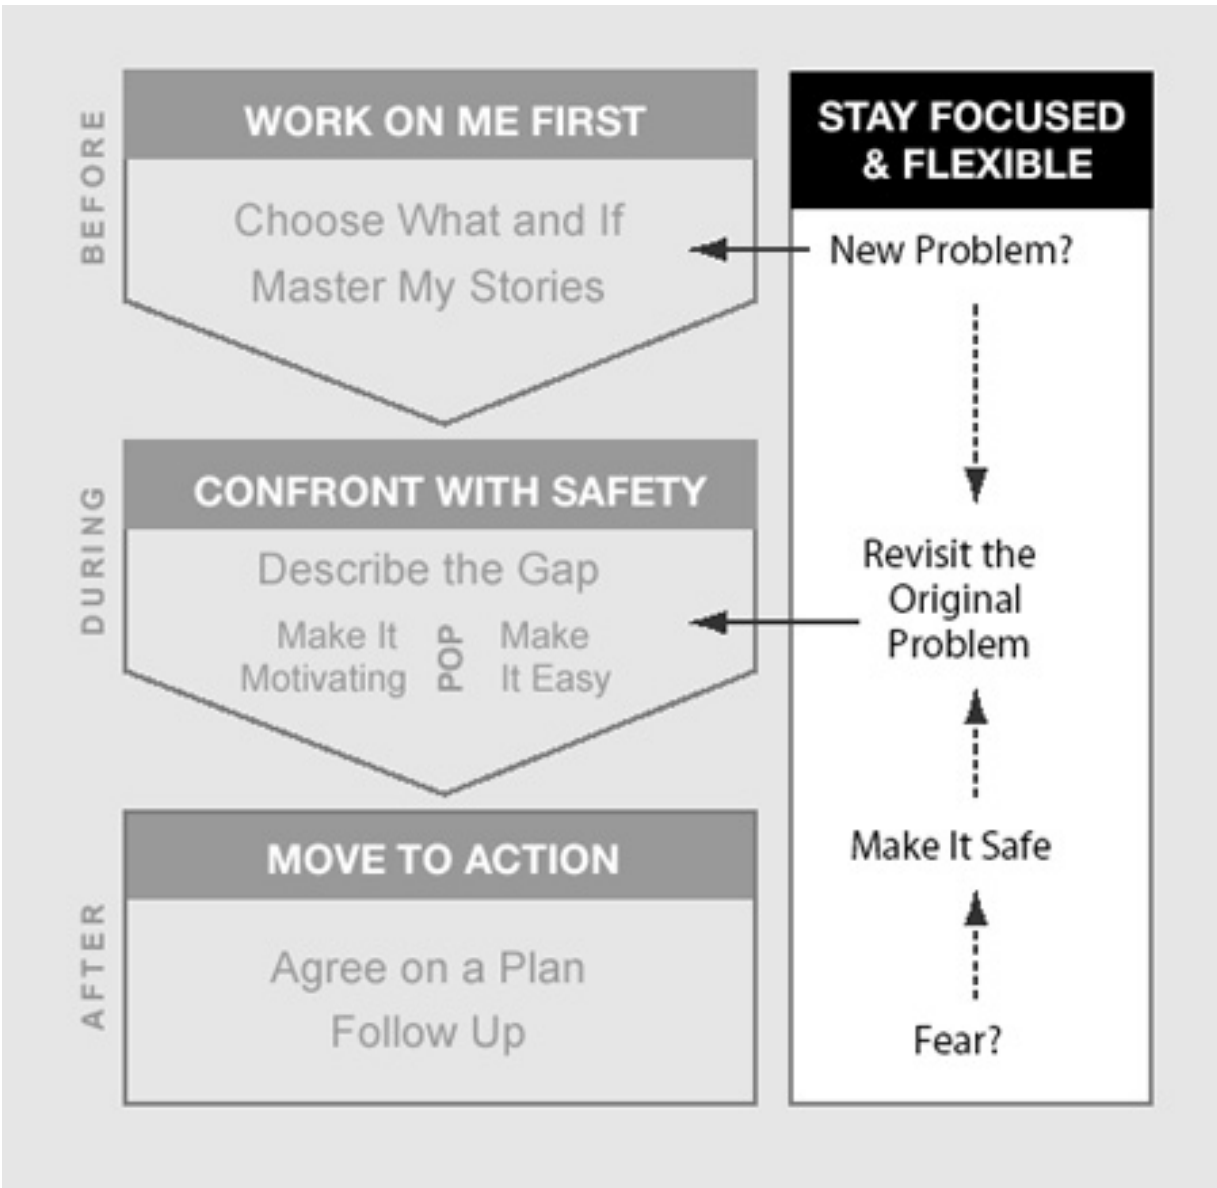 BEFORE
WORK ON ME FIRST
Choose What and If
Master My Stories
DURING
CONFRONT WITH SAFETY
Describe the Gap
Make It
Motivating
POP
Make
It Easy
AFTER
MOVE TO ACTION
Agree on a Plan
Follow Up
STAY FOCUSED
& FLEXIBLE
New Problem?
Revisit the
Original
Problem
Make It Safe
Fear?